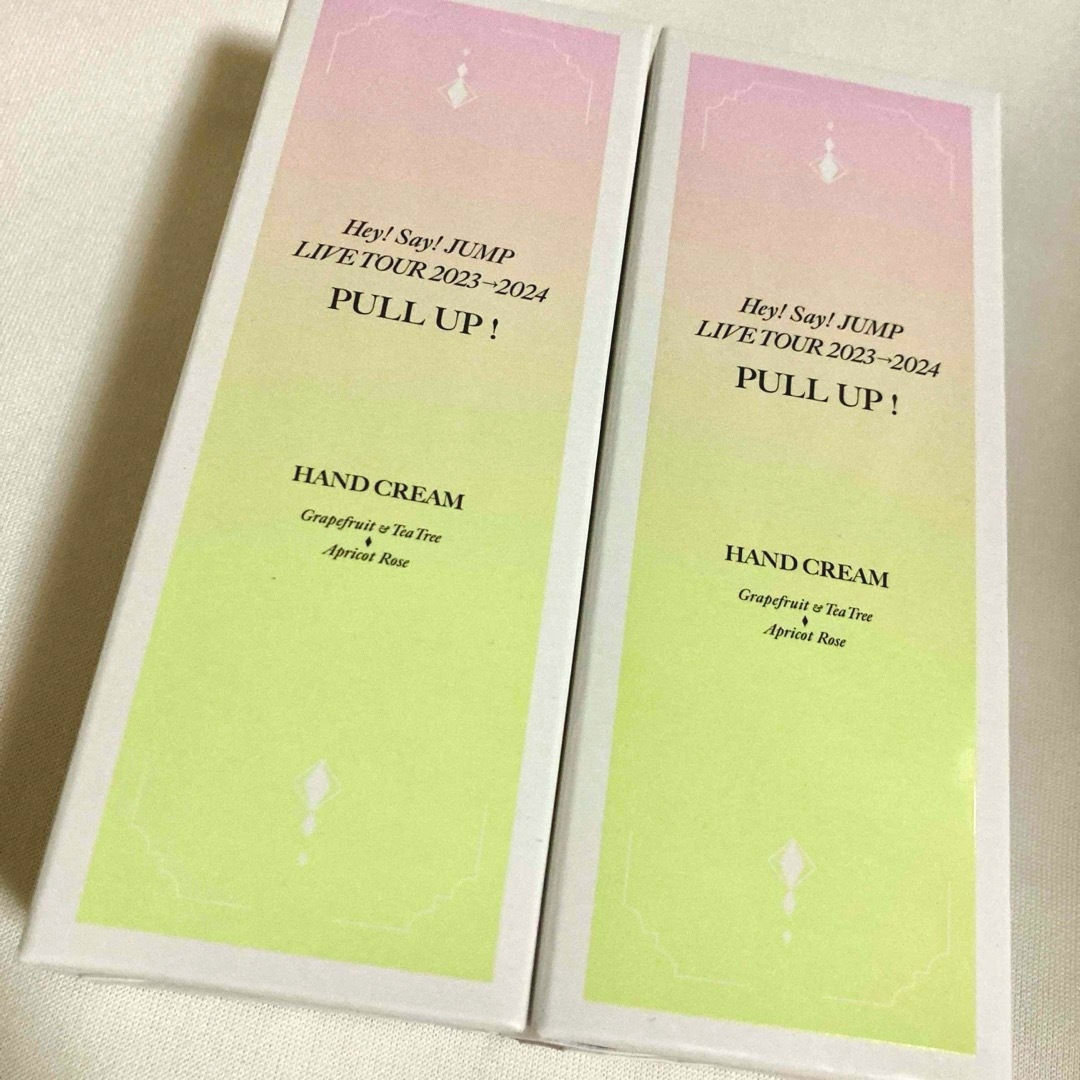 Hey! Say! JUMP
LIVE TOUR 2023→2024
PULL UP !
HAND CREAM
Grapefruit & Tea Tree
Apricot Rose
Hey! Say! JUMP
LIVE TOUR 2023→2024
PULL UP !
HAND CREAM
Grapefruit & Tea Tree
Apricot Rose